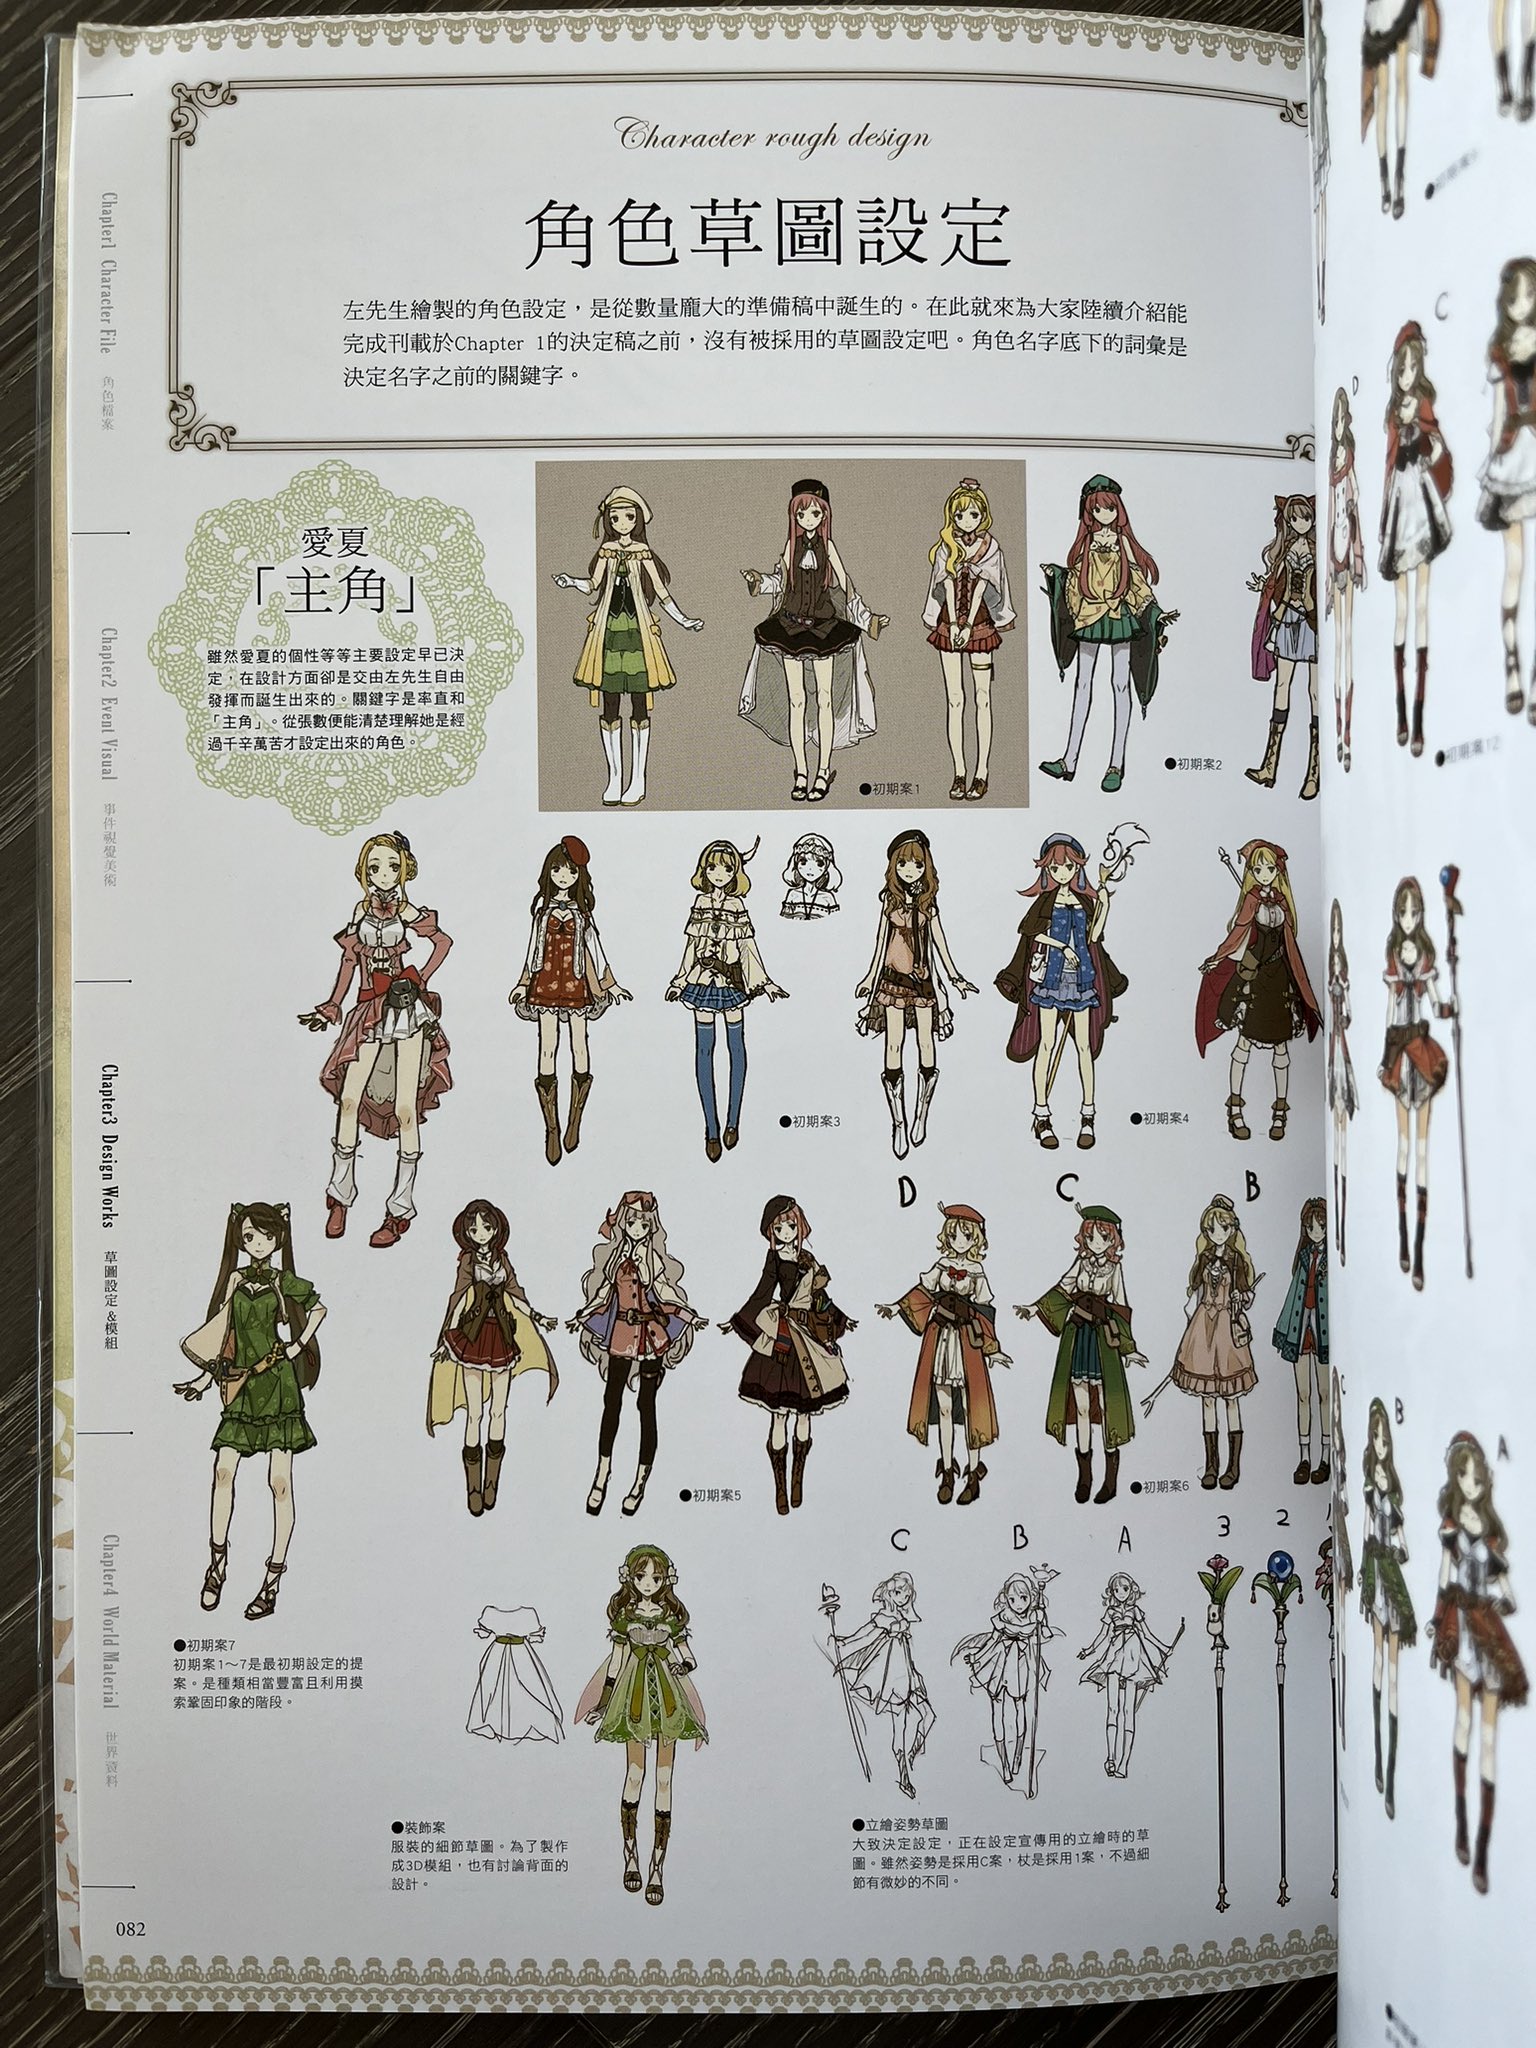 Character rough design
角色草圖設定
左先生繪製的角色設定，是從數量龐大的準備稿中誕生的。在此就來為大家陸續介紹能
完成刊載於Chapter 1的決定稿之前，沒有被採用的草圖設定吧。角色名字底下的詞彙是
決定名字之前的關鍵字。
愛夏
「主角」
雖然愛夏的個性等等主要設定早已決
定，在設計方面卻是交由左先生自由
發揮而誕生出來的。關鍵字是率直和
「主角」。從張數便能清楚理解她是經
過千辛萬苦才設定出來的角色。
●初期案1
●初期案2
●初期案3
●初期案4
D
C
B
●初期案5
●初期案6
●初期案7
初期案1～7是最初期設定的提
案。是種類相當豐富且利用摸
索鞏固印象的階段。
●裝飾案
服裝的細節草圖。為了製作
成3D模組，也有討論背面的
設計。
C
B
A
3
2
●立繪姿勢草圖
大致決定設定，正在設定宣傳用的立繪時的草
圖。雖然姿勢是採用C案，杖是採用1案，不過細
節有微妙的不同。
Chapter1 Character File 角色檔案
Chapter2 Event Visual 事件視覺美術
Chapter3 Design Works 草圖設定＆模組
Chapter4 World Material 世界資料
082
C
D
●初期案12
B
A